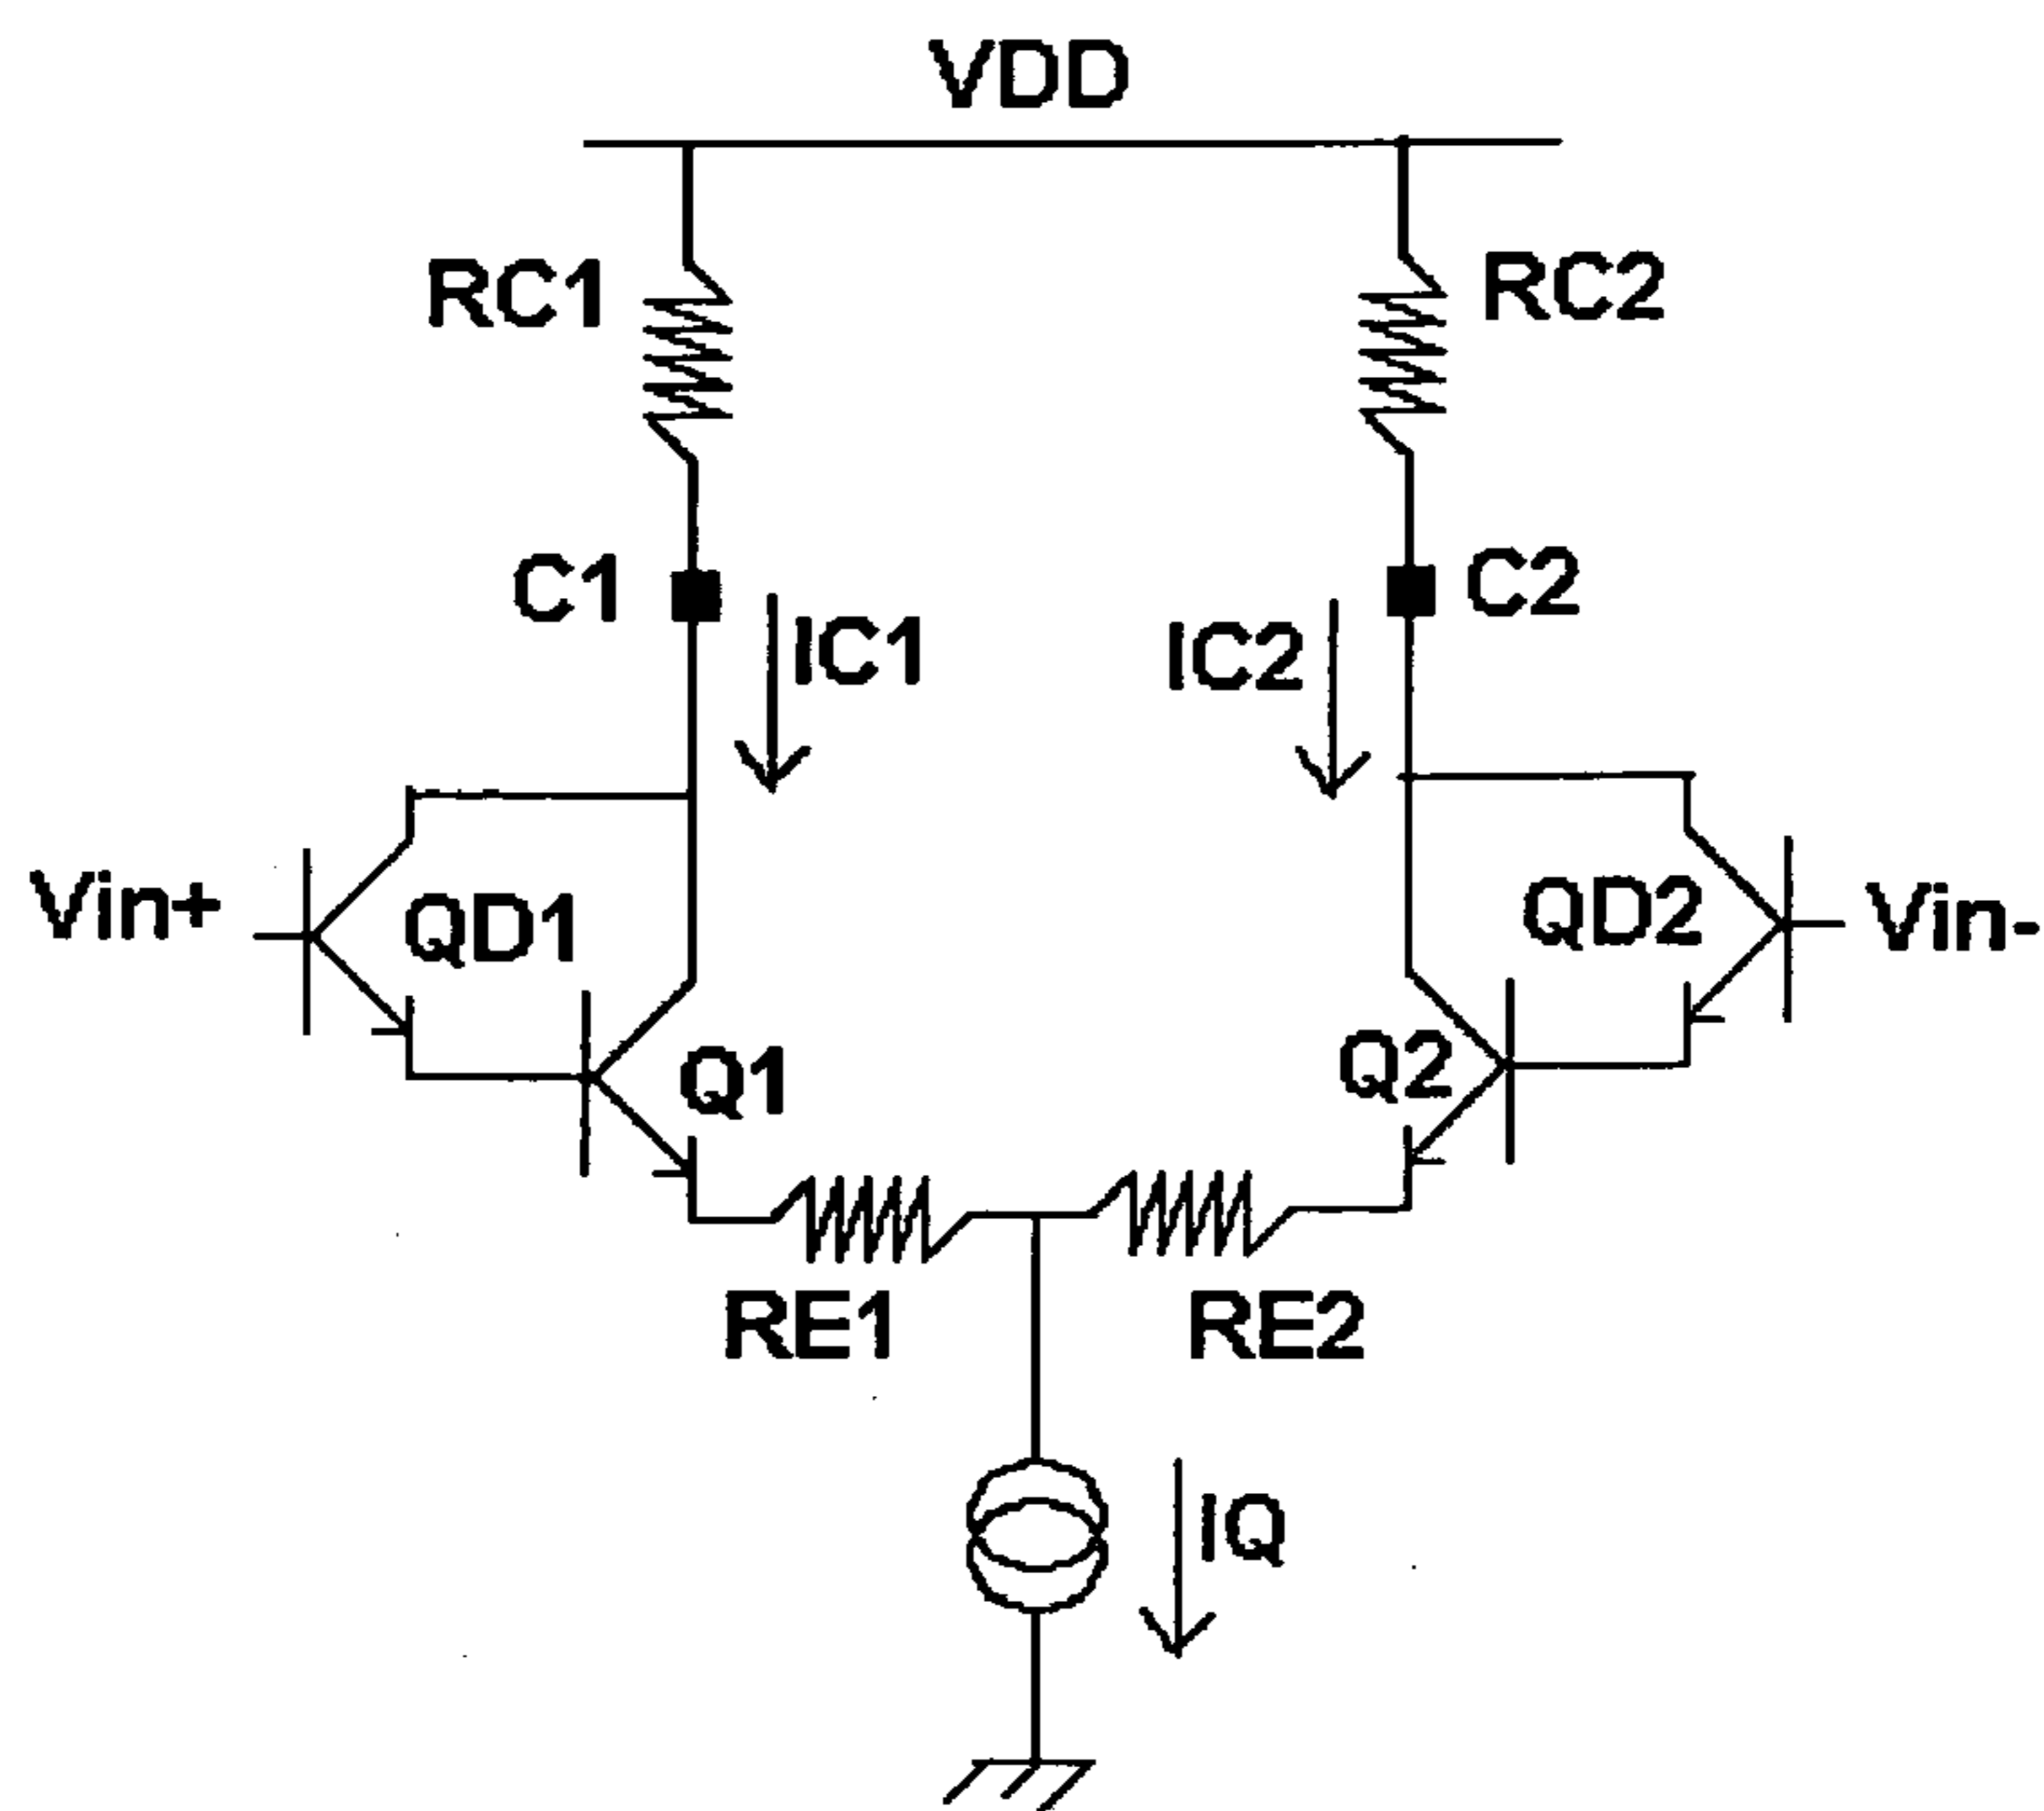 VDD
RC1
RC2
C1
C2
IC1
IC2
Vin+
QD1
QD2
Vin-
Q1
Q2
RE1
RE2
IQ